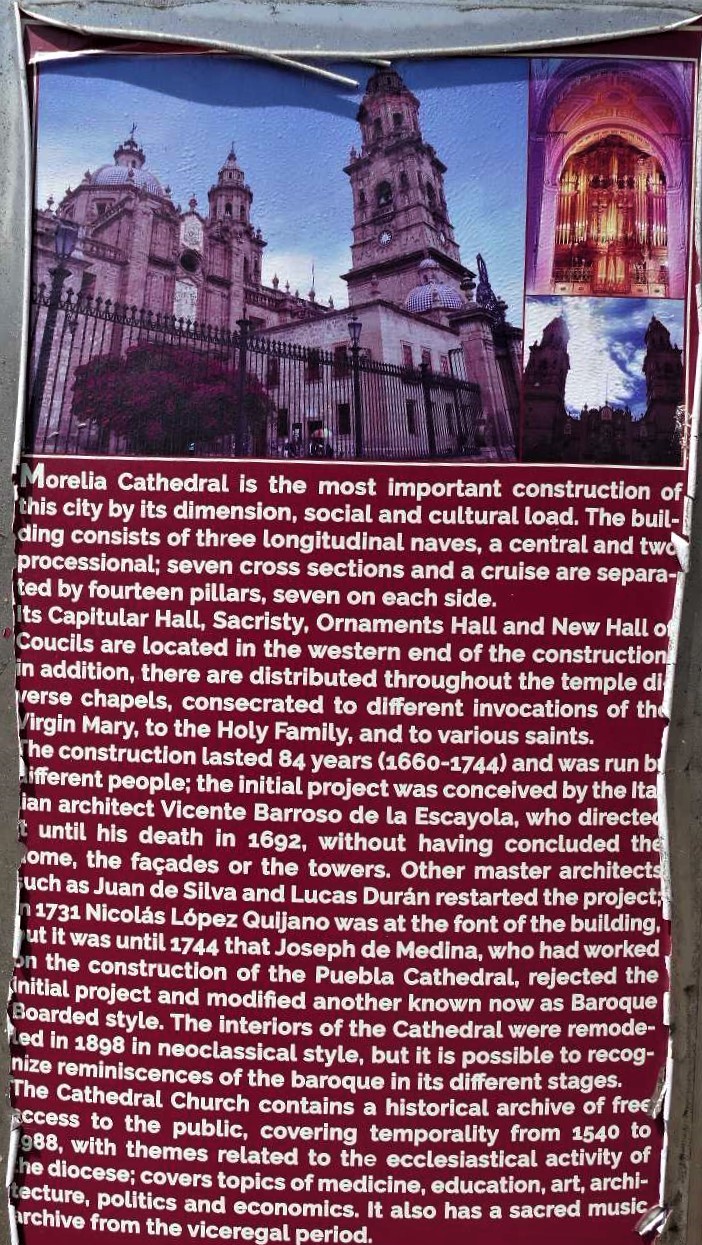 Morelia Cathedral is the most important construction of
this city by its dimension, social and cultural load. The buil-
ding consists of three longitudinal naves, a central and two
processional; seven cross sections and a cruise are separa-
ted by fourteen pillars, seven on each side.
Its Capitular Hall, Sacristy, Ornaments Hall and New Hall of
Coucils are located in the western end of the construction
in addition, there are distributed throughout the temple di
verse chapels, consecrated to different invocations of the
Virgin Mary, to the Holy Family, and to various saints.
The construction lasted 84 years (1660-1744) and was run b
different people; the initial project was conceived by the Ita
ian architect Vicente Barroso de la Escayola, who directed
t until his death in 1692, without having concluded the
dome, the façades or the towers. Other master architects
such as Juan de Silva and Lucas Durán restarted the project;
in 1731 Nicolás López Quijano was at the font of the building,
but it was until 1744 that Joseph de Medina, who had worked
on the construction of the Puebla Cathedral, rejected the
initial project and modified another known now as Baroque
Boarded style. The interiors of the Cathedral were remode-
led in 1898 in neoclassical style, but it is possible to recog-
nize reminiscences of the baroque in its different stages.
The Cathedral Church contains a historical archive of free
access to the public, covering temporality from 1540 to
1988, with themes related to the ecclesiastical activity of
the diocese; covers topics of medicine, education, art, archi-
tecture, politics and economics. It also has a sacred music
archive from the viceregal period.